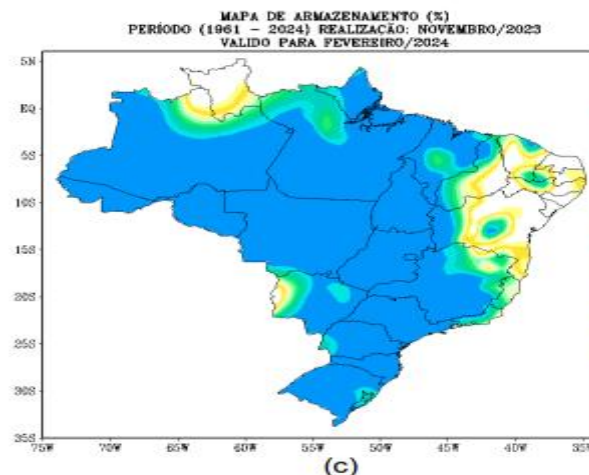 MAPA DE ARMAZENAMENTO (%)
PERÍODO (1961 - 2024) REALIZAÇÃO: NOVEMBRO/2023
VALIDO PARA FEVEREIRO/2024
5N
EQ
5S
10S
15S
20S
25S
30S
35S
75W 70W 65W 60W 55W 50W 45W 40W 35W
(c)